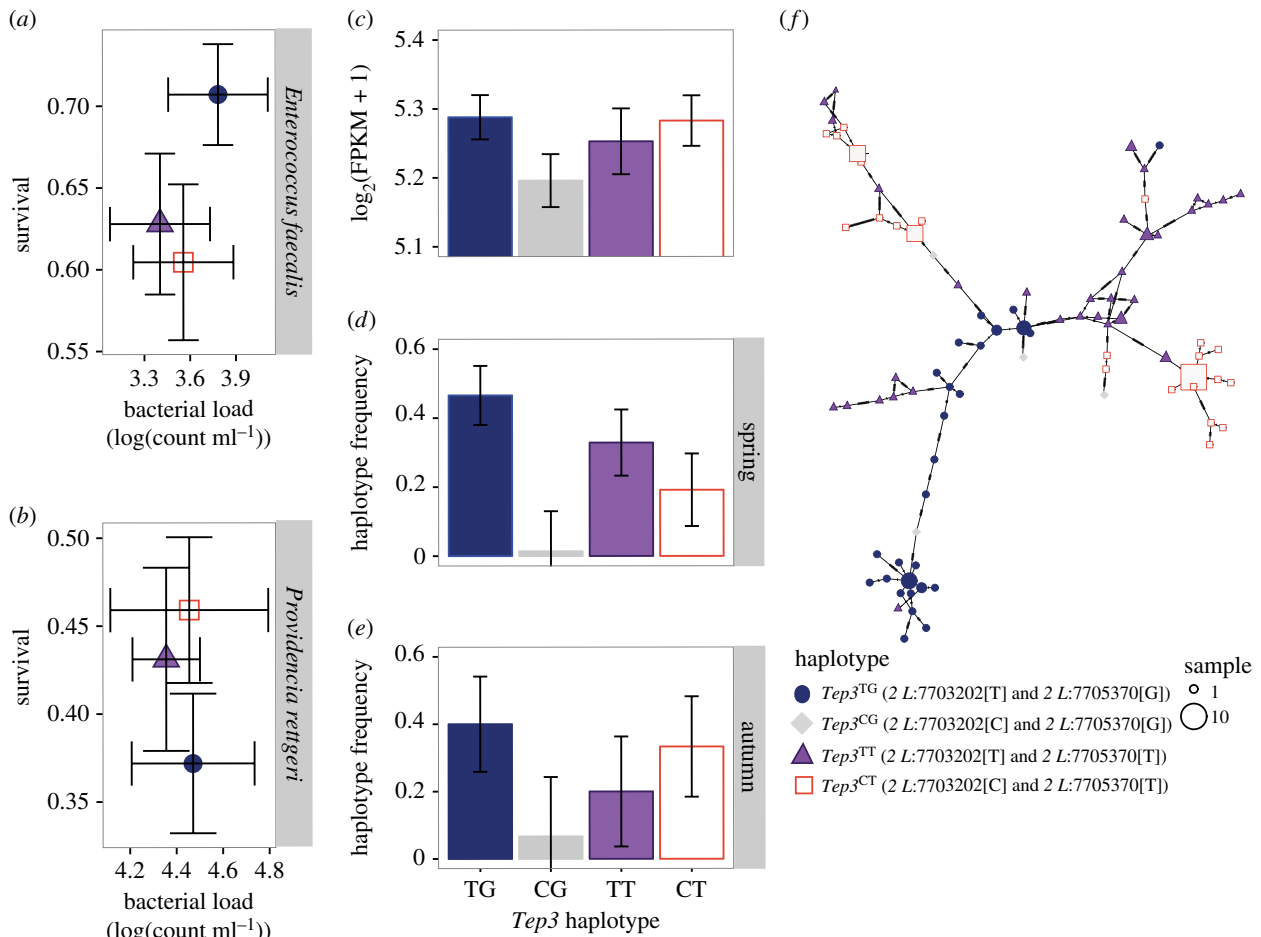 (a)
0.70
0.65
0.60
0.55
survival
3.3 3.6 3.9
bacterial load
(log(count ml⁻¹))
Enterococcus faecalis
(b)
0.50
0.45
0.40
0.35
survival
4.2 4.4 4.6 4.8
bacterial load
(log(count ml⁻¹))
Providencia rettgeri
(c)
5.4
5.3
5.2
5.1
log₂(FPKM + 1)
(d)
0.6
0.4
0.2
0
haplotype frequency
spring
(e)
0.6
0.4
0.2
0
haplotype frequency
autumn
TG CG TT CT
Tep3 haplotype
(f)
haplotype
Tep3ᵀᴳ (2 L:7703202[T] and 2 L:7705370[G])
Tep3ᶜᴳ (2 L:7703202[C] and 2 L:7705370[G])
Tep3ᵀᵀ (2 L:7703202[T] and 2 L:7705370[T])
Tep3ᶜᵀ (2 L:7703202[C] and 2 L:7705370[T])
sample
1
10